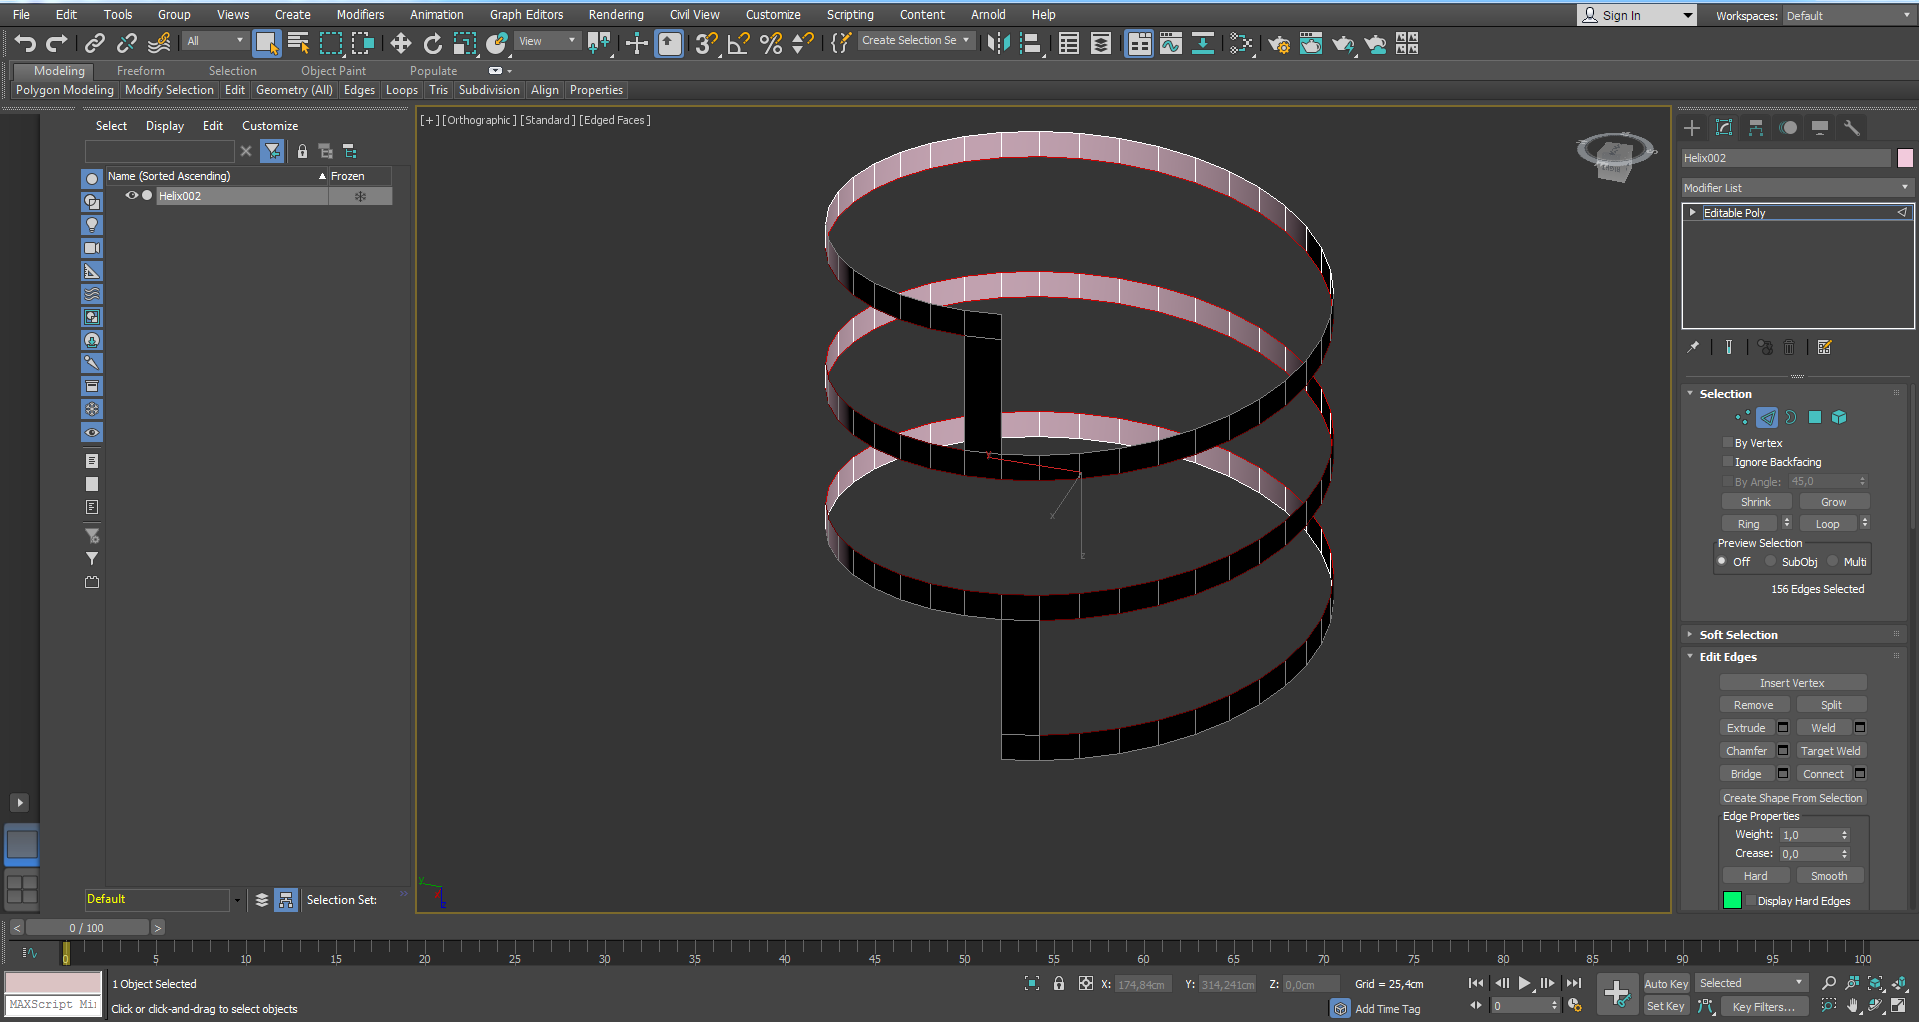 File Edit Tools Group Views Create Modifiers Animation Graph Editors Rendering Civil View Customize Scripting Content Arnold Help Sign In Workspaces: Default
All View Create Selection Se
Modeling Freeform Selection Object Paint Populate
Polygon Modeling Modify Selection Edit Geometry (All) Edges Loops Tris Subdivision Align Properties
Select Display Edit Customize
Name (Sorted Ascending) Frozen
Helix002
[+] [Orthographic] [Standard] [Edged Faces]
x
z
y
Helix002
Modifier List
Editable Poly
Selection
By Vertex
Ignore Backfacing
By Angle: 45,0
Shrink Grow
Ring Loop
Preview Selection
Off SubObj Multi
156 Edges Selected
Soft Selection
Edit Edges
Insert Vertex
Remove Split
Extrude Weld
Chamfer Target Weld
Bridge Connect
Create Shape From Selection
Edge Properties
Weight: 1,0
Crease: 0,0
Hard Smooth
Display Hard Edges
Default Selection Set:
< 0 / 100 >
0 5 10 15 20 25 30 35 40 45 50 55 60 65 70 75 80 85 90 95 100
1 Object Selected X: 174,84cm Y: 314,241cm Z: 0,0cm Grid = 25,4cm Auto Key Selected
MAXScript Mi Click or click-and-drag to select objects Add Time Tag 0 Set Key Key Filters...